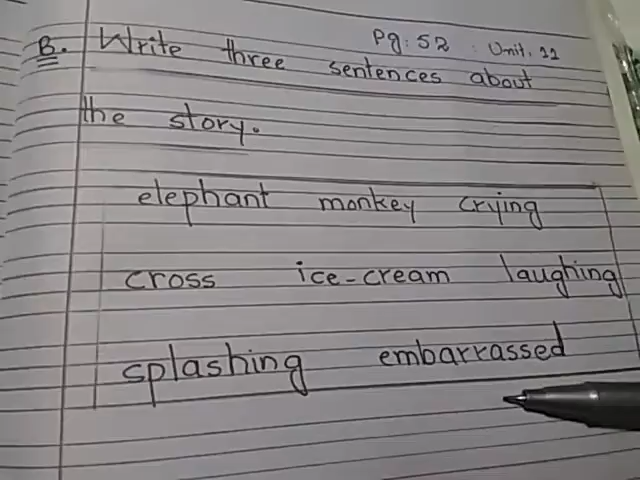 Pg: 52 : Unit. 11
B. Write three sentences about
the story.
elephant monkey crying
cross ice-cream laughing
splashing embarrassed